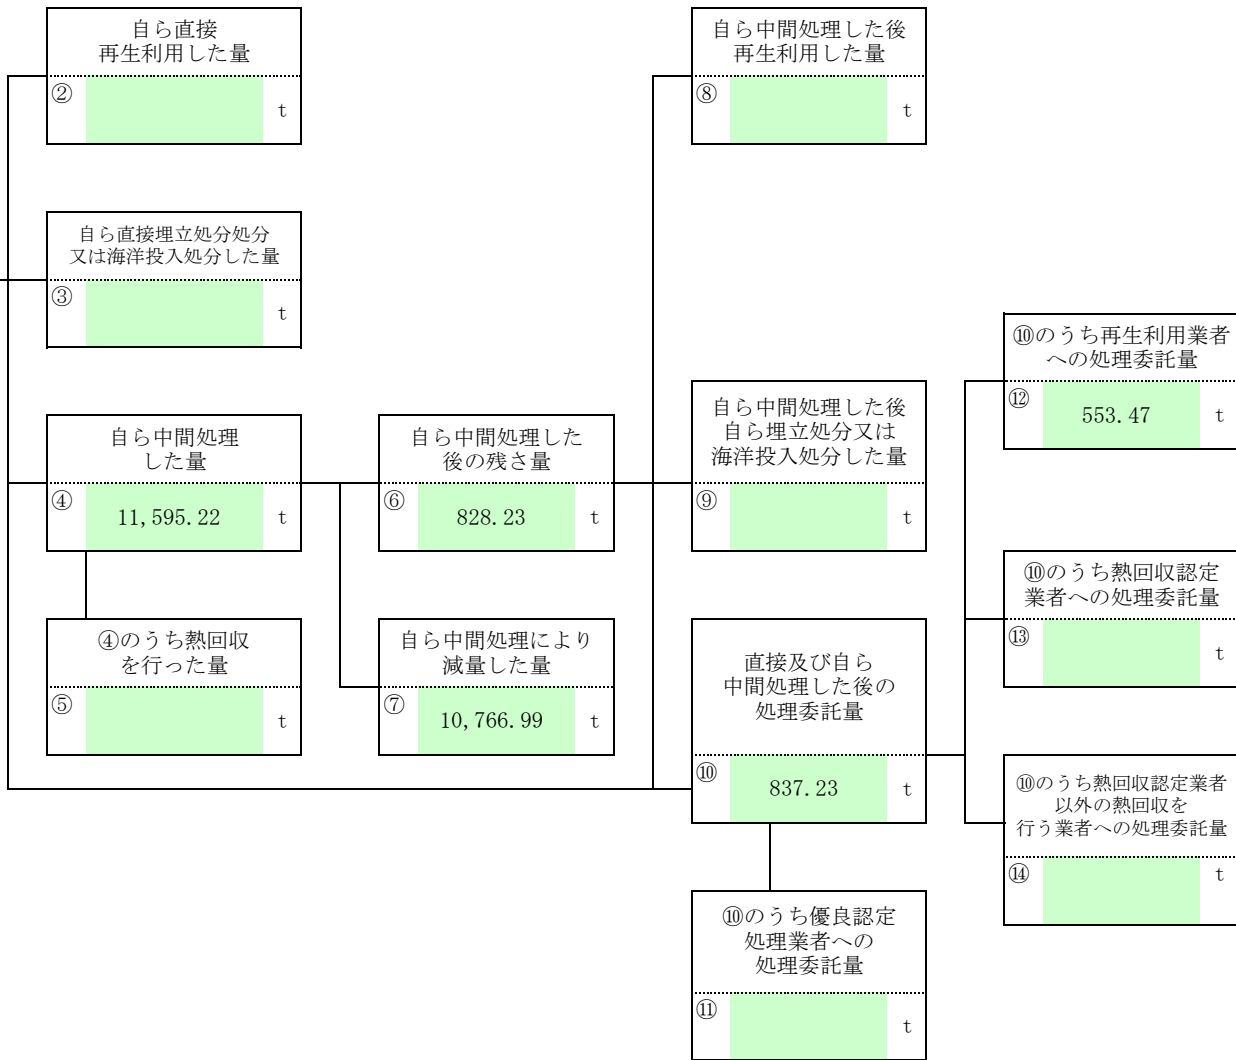 自ら直接
再生利用した量
②
t
自ら中間処理した後
再生利用した量
⑧
t
自ら直接埋立処分処分
又は海洋投入処分した量
③
t
⑩のうち再生利用業者
への処理委託量
⑫ 553.47 t
自ら中間処理
した量
④ 11,595.22 t
自ら中間処理した
後の残さ量
⑥ 828.23 t
自ら中間処理した後
自ら埋立処分又は
海洋投入処分した量
⑨
t
⑩のうち熱回収認定
業者への処理委託量
⑬
t
④のうち熱回収
を行った量
⑤
t
自ら中間処理により
減量した量
⑦ 10,766.99 t
直接及び自ら
中間処理した後の
処理委託量
⑩ 837.23 t
⑩のうち熱回収認定業者
以外の熱回収を
行う業者への処理委託量
⑭ t
⑩のうち優良認定
処理業者への
処理委託量
⑪
t